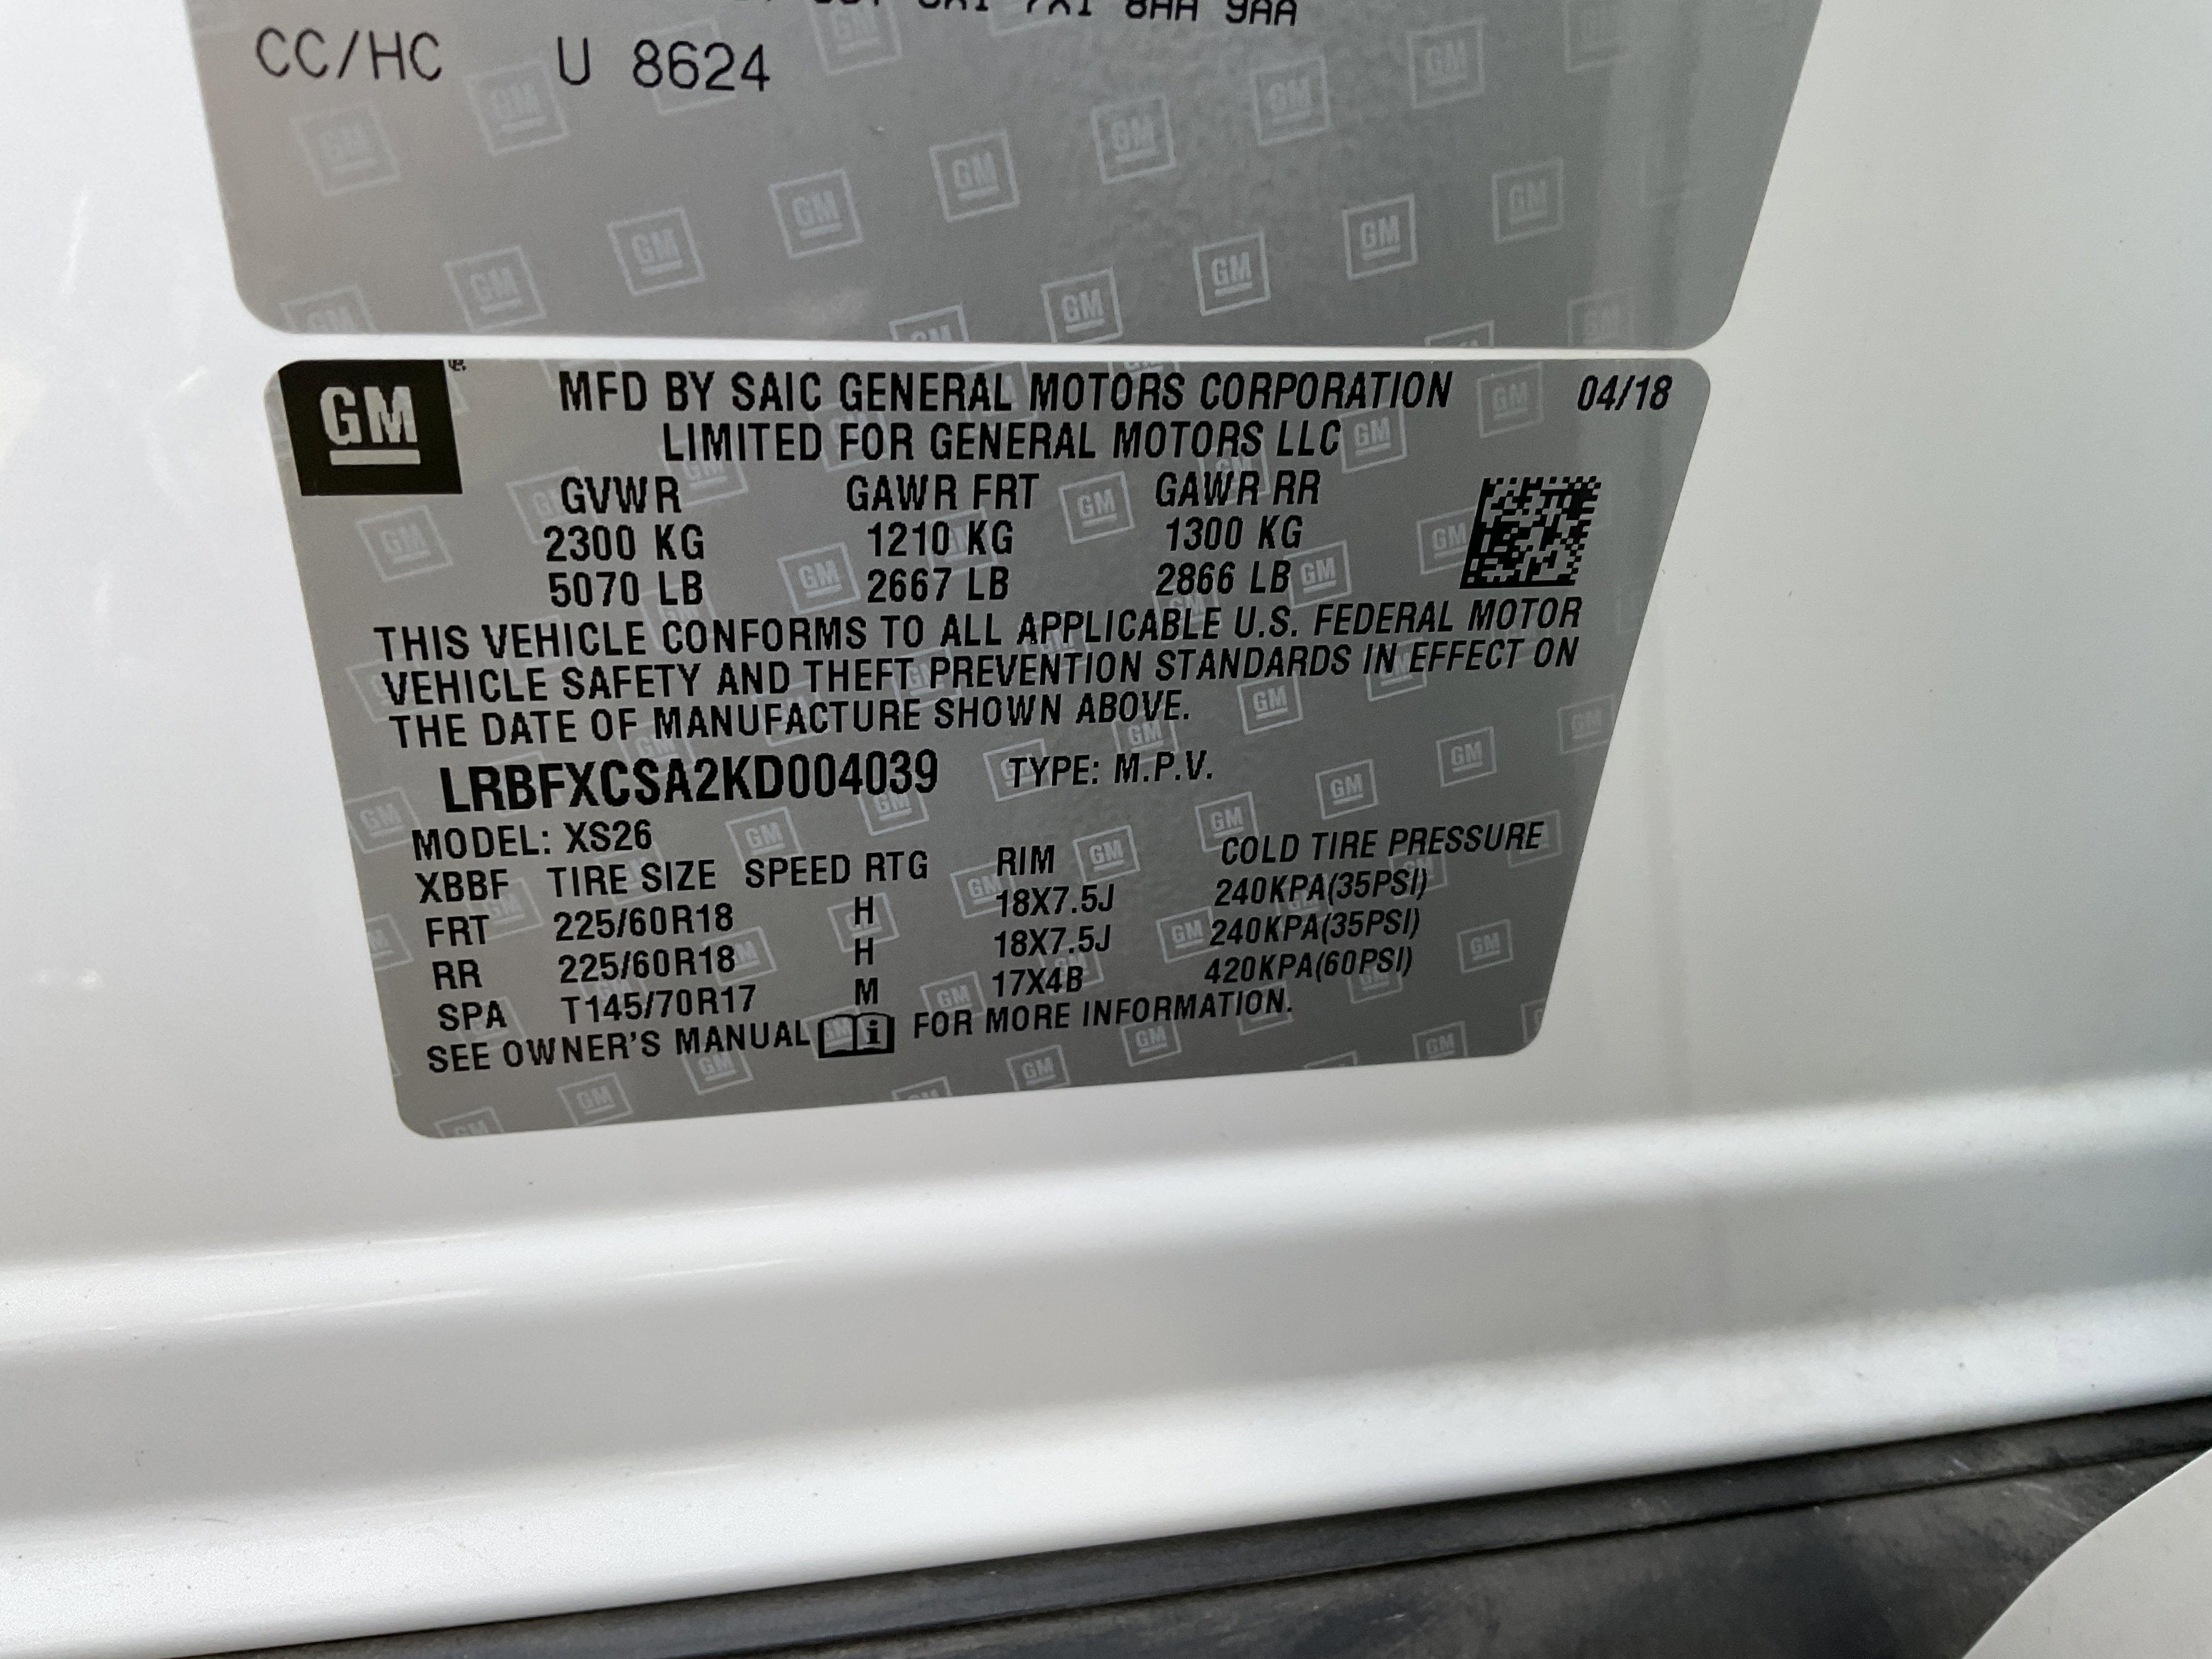 8AA 9AA
CC/HC U 8624
GM
MFD BY SAIC GENERAL MOTORS CORPORATION 04/18
LIMITED FOR GENERAL MOTORS LLC
GVWR GAWR FRT GAWR RR
2300 KG 1210 KG 1300 KG
5070 LB 2667 LB 2866 LB
THIS VEHICLE CONFORMS TO ALL APPLICABLE U.S. FEDERAL MOTOR
VEHICLE SAFETY AND THEFT PREVENTION STANDARDS IN EFFECT ON
THE DATE OF MANUFACTURE SHOWN ABOVE.
LRBFXCSA2KD004039 TYPE: M.P.V.
MODEL: XS26
XBBF TIRE SIZE SPEED RTG RIM COLD TIRE PRESSURE
FRT 225/60R18 H 18X7.5J 240KPA(35PSI)
RR 225/60R18 H 18X7.5J 240KPA(35PSI)
SPA T145/70R17 M 17X4B 420KPA(60PSI)
SEE OWNER'S MANUAL i FOR MORE INFORMATION.